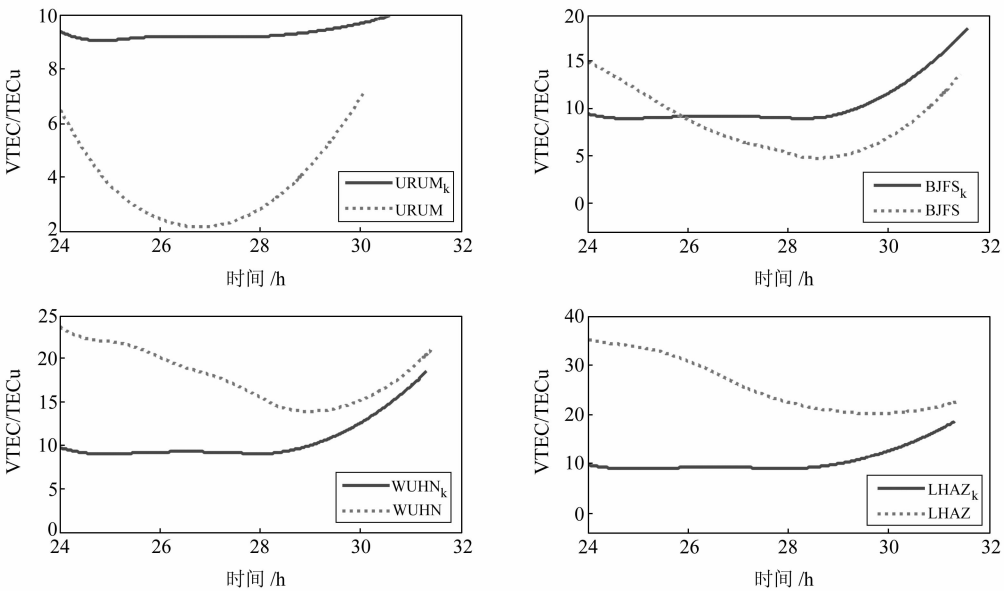 10
8
6
4
2
VTEC/TECu
URUMk
URUM
24 26 28 30 32
时间 /h
20
15
10
5
0
VTEC/TECu
BJFSk
BJFS
24 26 28 30 32
时间 /h
25
20
15
10
5
0
VTEC/TECu
WUHNk
WUHN
24 26 28 30 32
时间 /h
40
30
20
10
0
VTEC/TECu
LHAZk
LHAZ
24 26 28 30 32
时间 /h